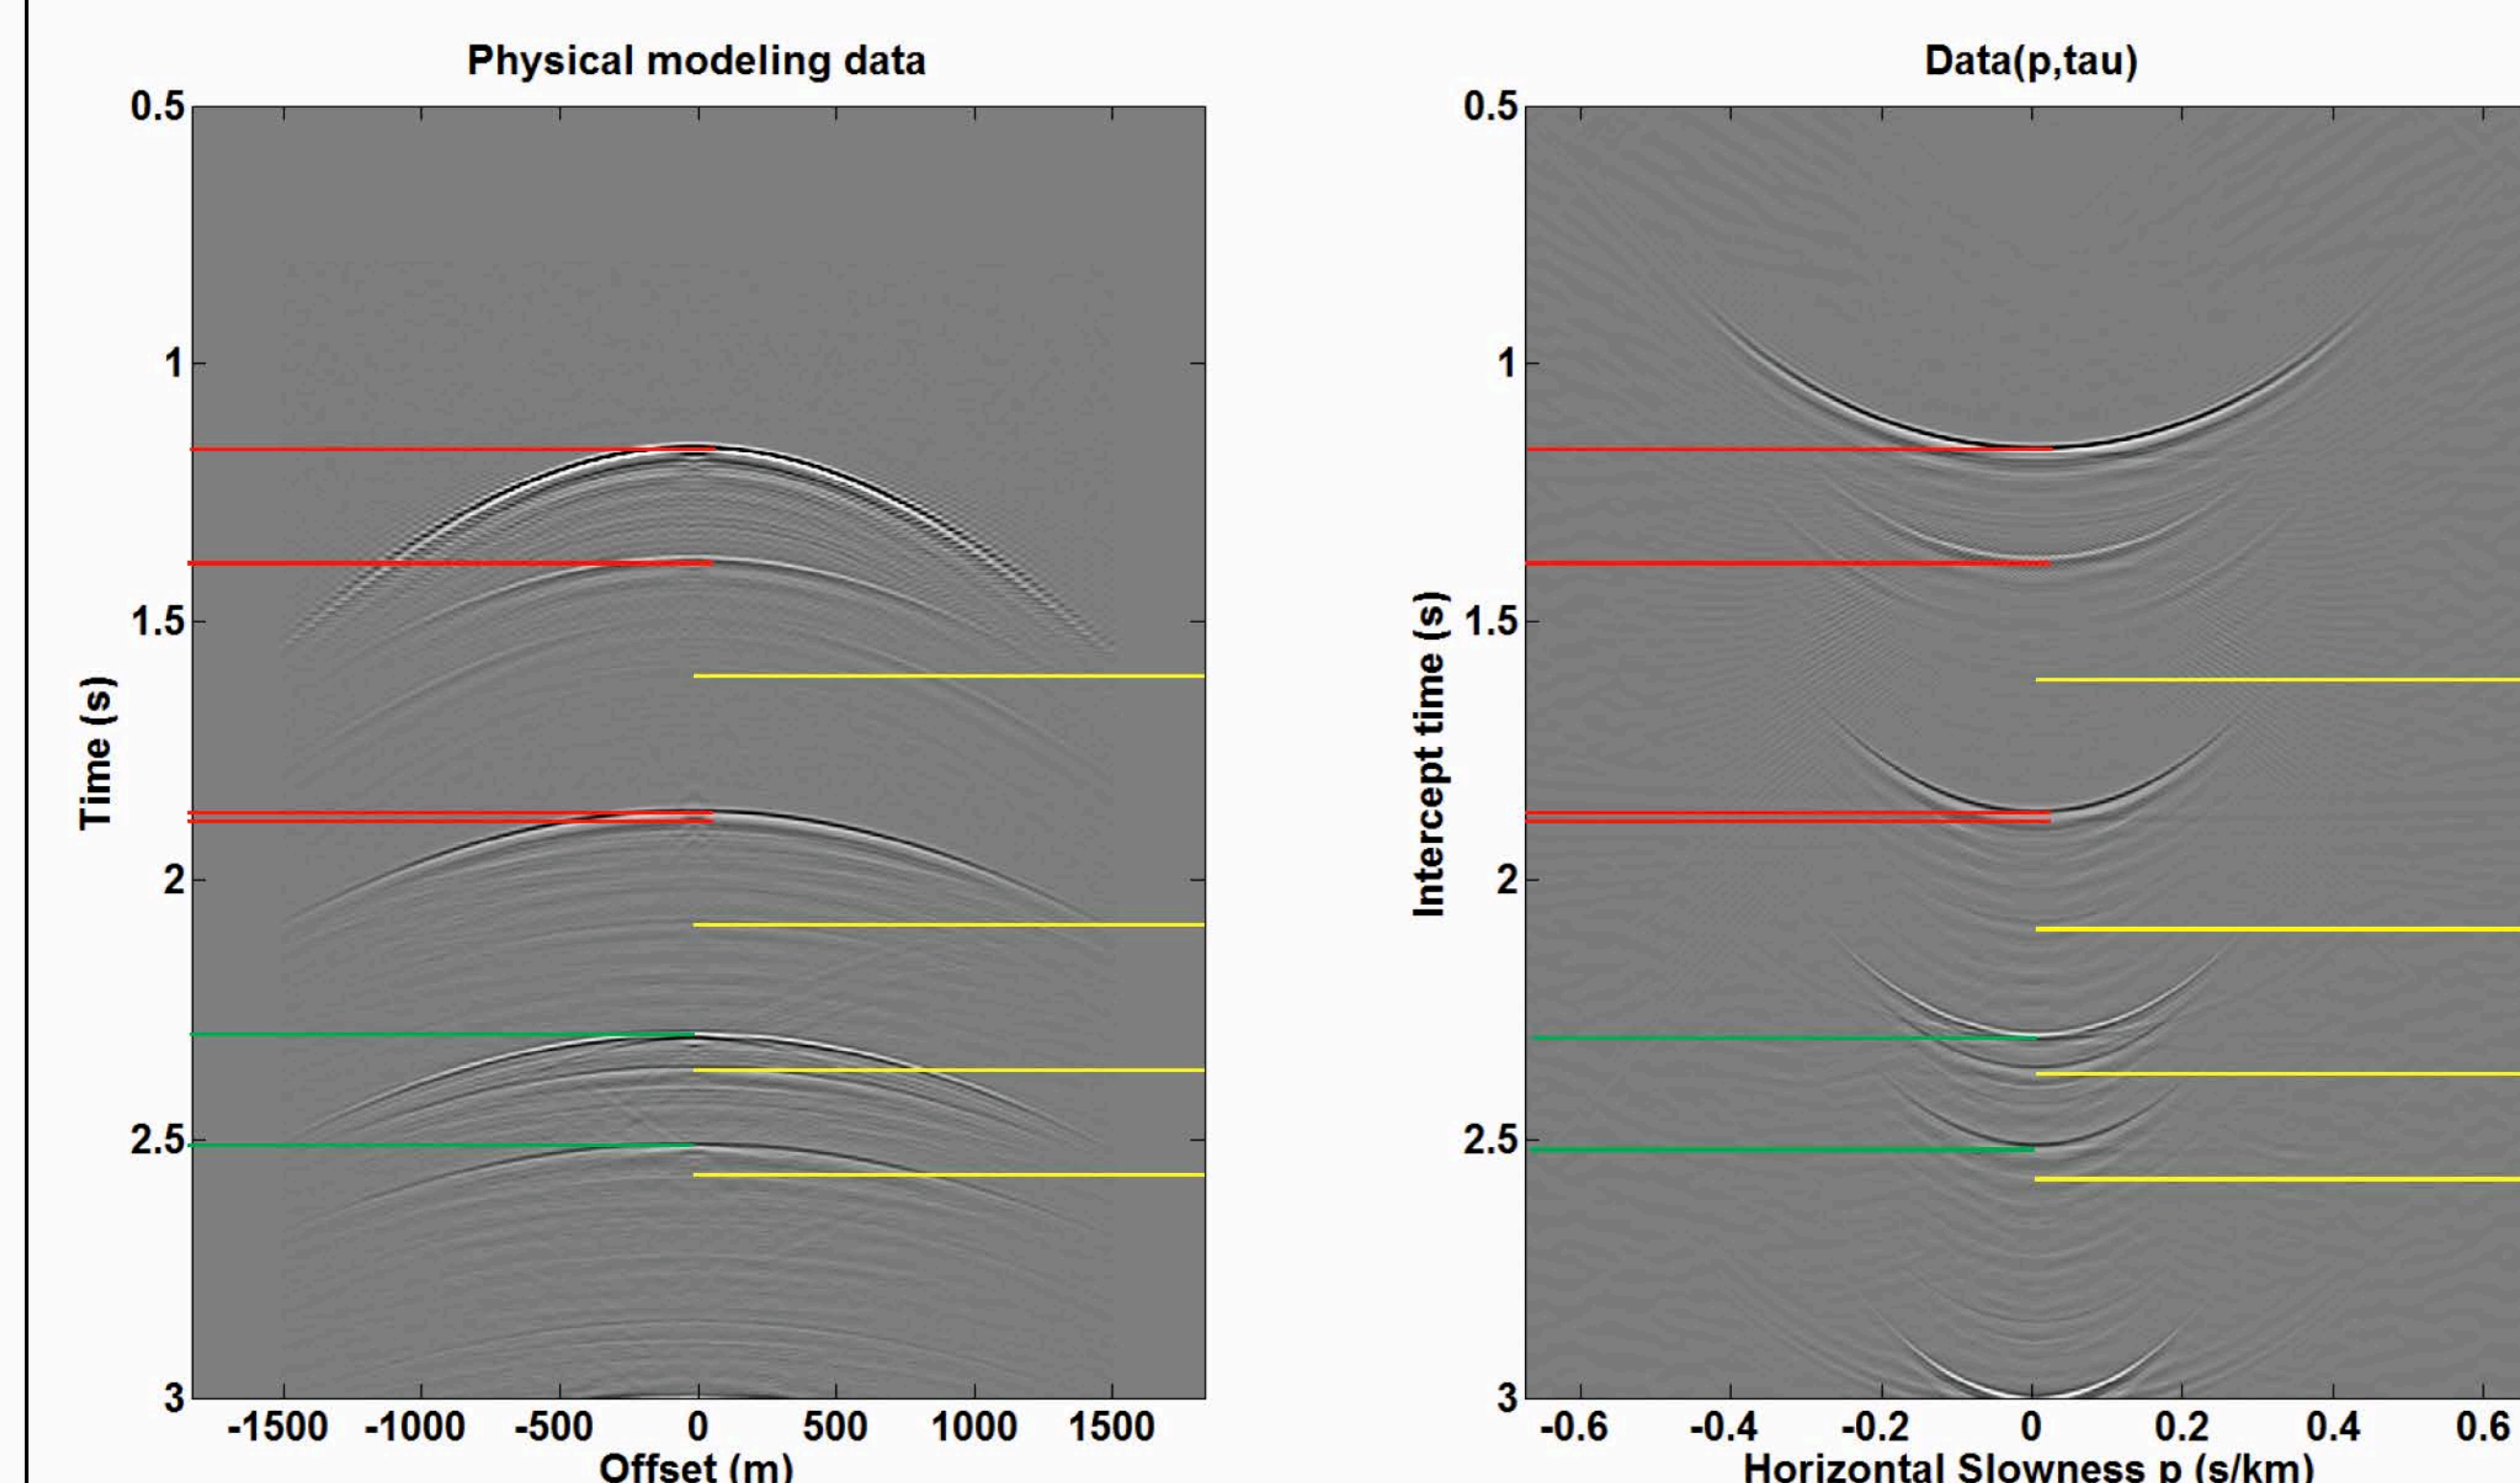 Physical modeling data
0.5
1
1.5
2
2.5
3
Time (s)
-1500 -1000 -500 0 500 1000 1500
Offset (m)
Data(p,tau)
0.5
1
1.5
2
2.5
3
Intercept time (s)
-0.6 -0.4 -0.2 0 0.2 0.4 0.6
Horizontal Slowness p (s/km)